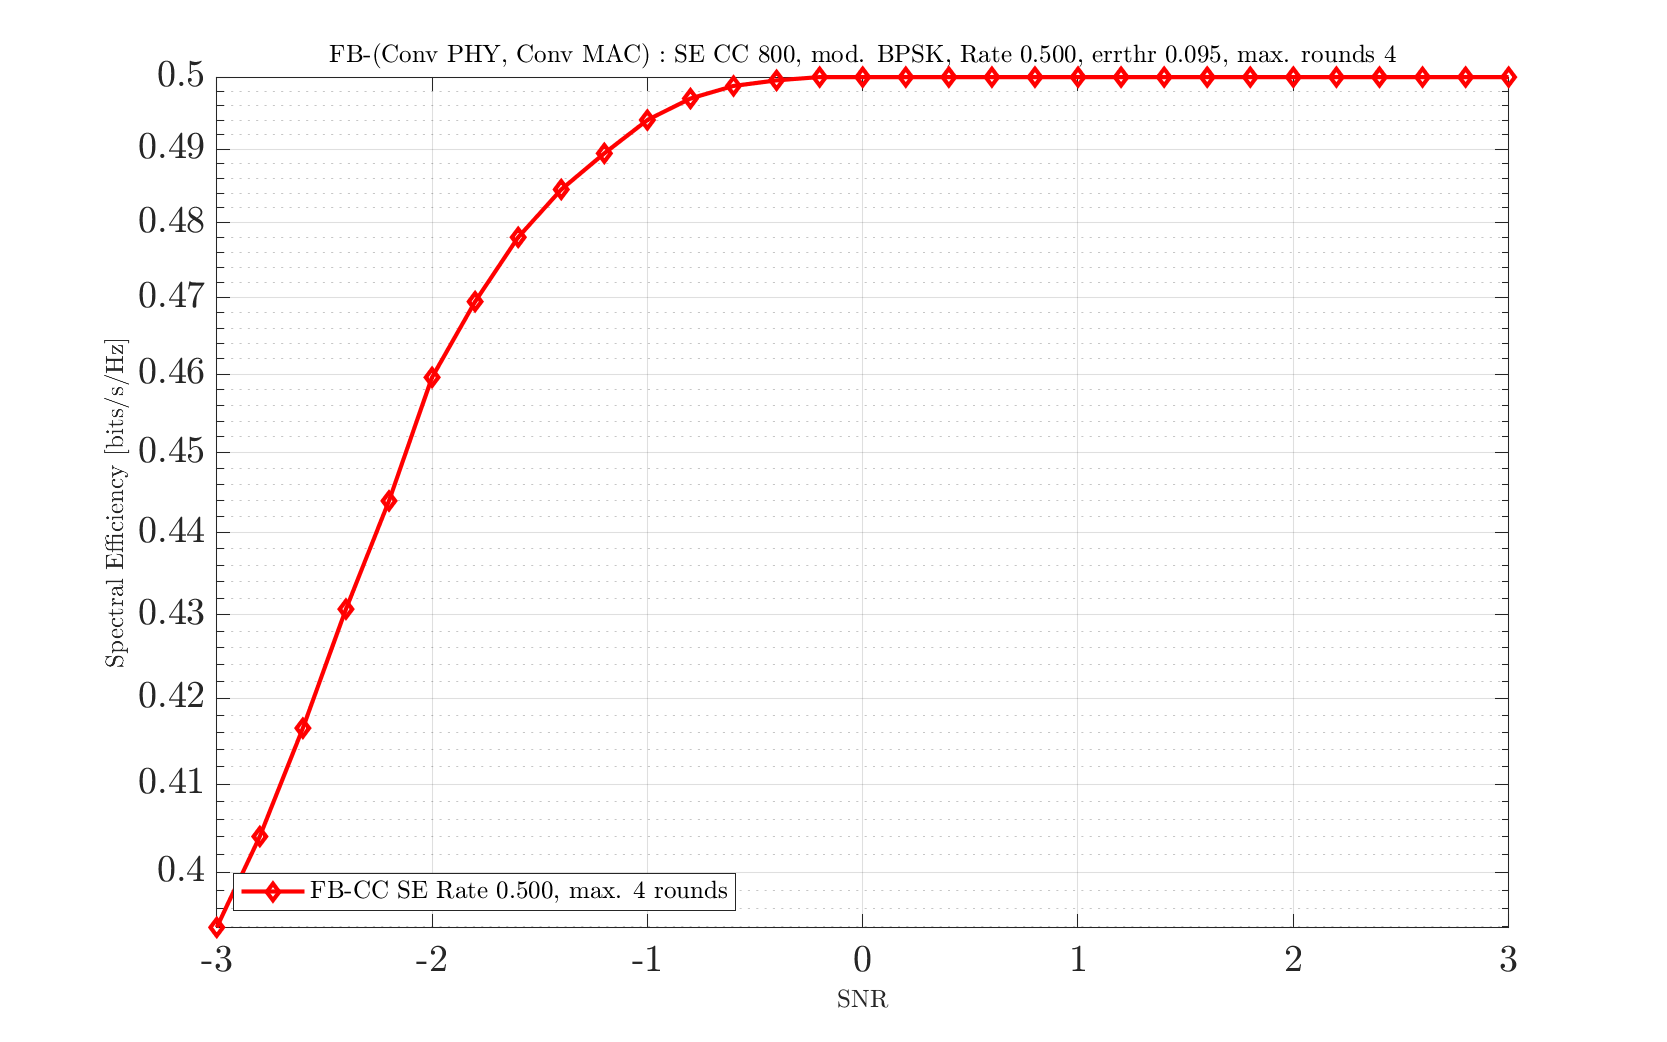 FB-(Conv PHY, Conv MAC) : SE CC 800, mod. BPSK, Rate 0.500, errthr 0.095, max. rounds 4
0.5
0.49
0.48
0.47
0.46
0.45
0.44
0.43
0.42
0.41
0.4
Spectral Efficiency [bits/s/Hz]
FB-CC SE Rate 0.500, max. 4 rounds
-3 -2 -1 0 1 2 3
SNR